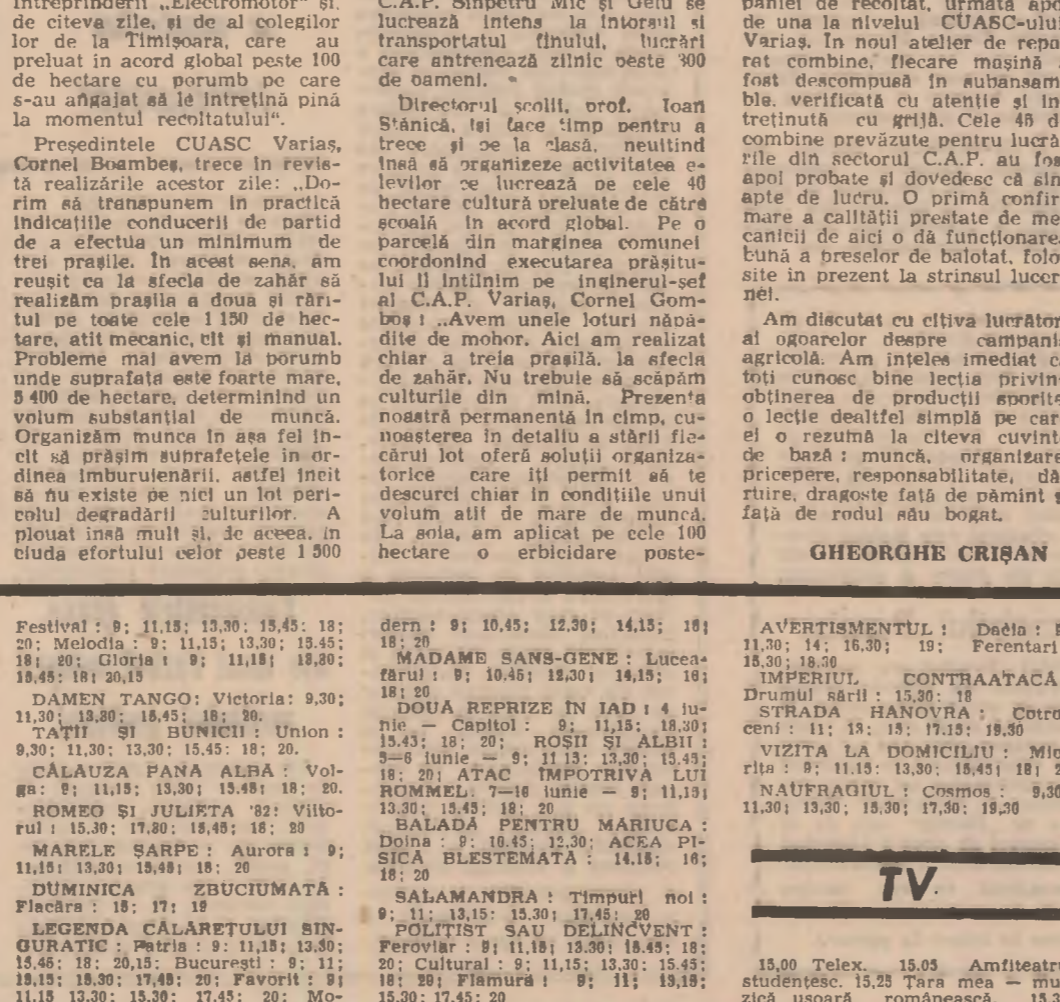 întreprinderii „Electromotor“ și,
de cîteva zile, și de al colegilor
lor de la Timișoara, care au
preluat în acord global peste 100
de hectare cu porumb pe care
s-au angajat să le întrețină pînă
la momentul recoltatului“.
Președintele CUASC Variaș,
Cornel Boambeș, trece în revis-
tă realizările acestor zile: „Do-
rim să transpunem în practică
indicațiile conducerii de partid
de a efectua un minimum de
trei prașile. În acest sens, am
reușit ca la sfecla de zahăr să
realizăm prașila a doua și rări-
tul pe toate cele 1 150 de hec-
tare, atît mecanic, cît și manual.
Probleme mai avem la porumb
unde suprafața este foarte mare,
5 400 de hectare, determinînd un
volum substanțial de muncă.
Organizăm munca în așa fel în-
cît să prășim suprafețele în or-
dinea îmburuienării, astfel încît
să nu existe pe nici un lot peri-
colul degradării culturilor. A
plouat însă mult și, de aceea, în
ciuda efortului celor peste 1 500
C.A.P. Sînpetru Mic și Gelu se
lucrează intens la întorsul și
transportatul fînului, lucrări
care antrenează zilnic peste 300
de oameni.
Directorul școlii, prof. Ioan
Stănică, își face timp pentru a
trece și pe la clasă, neuitînd
însă să organizeze activitatea e-
levilor ce lucrează pe cele 40
hectare cultură preluate de către
școală în acord global. Pe o
parcelă din marginea comunei
coordonînd executarea prășitu-
lui îl întîlnim pe inginerul-șef
al C.A.P. Variaș, Cornel Gom-
boș : „Avem unele loturi năpă-
dite de mohor. Aici am realizat
chiar a treia prașilă, la sfecla
de zahăr. Nu trebuie să scăpăm
culturile din mînă. Prezența
noastră permanentă în cîmp, cu-
noașterea în detaliu a stării fie-
cărui lot oferă soluții organiza-
torice care îți permit să te
descurci chiar în condițiile unui
volum atît de mare de muncă.
La soia, am aplicat pe cele 100
hectare o erbicidare poste-
paniei de recoltat, urmată apo
de una la nivelul CUASC-ului
Variaș. În noul atelier de repa-
rat combine, fiecare mașină
fost descompusă în subansam-
ble, verificată cu atenție și în-
treținută cu grijă. Cele 45 d
combine prevăzute pentru lucră-
rile din sectorul C.A.P. au fos
apoi probate și dovedesc că sîn
apte de lucru. O primă confir-
mare a calității prestate de me-
canicii de aici o dă funcționarea
bună a preselor de balotat, folo-
site în prezent la strînsul lucer-
nei.
Am discutat cu cîțiva lucrător
ai ogoarelor despre campania
agricolă. Am înțeles imediat c
toți cunosc bine lecția privin
obținerea de producții sporite
o lecție dealtfel simplă pe car
ei o rezumă la cîteva cuvint
de bază : muncă, organizare
pricepere, responsabilitate, dă-
ruire, dragoste față de pămînt ș
față de rodul său bogat.
GHEORGHE CRIȘAN
Festival : 9; 11,15; 13,30; 15,45; 18;
20; Melodia : 9; 11,15; 13,30; 15,45;
18; 20; Gloria : 9; 11,15; 13,30;
15,45; 18; 20,15
DAMEN TANGO: Victoria: 9,30;
11,30; 13,30; 15,45; 18; 20.
TAȚII ȘI BUNICII : Union :
9,30; 11,30; 13,30; 15,45; 18; 20.
CĂLĂUZA PANĂ ALBĂ : Vol-
ga: 9; 11,15; 13,30; 15,45; 18; 20.
ROMEO ȘI JULIETA '82: Viito-
rul : 15,30; 17,30; 15,45; 18; 20
MARELE ȘARPE : Aurora : 9;
11,15; 13,30; 15,45; 18; 20
DUMINICĂ ZBUCIUMATĂ :
Flacăra : 15; 17; 19
LEGENDA CĂLĂREȚULUI SIN-
GURATIC : Patria : 9; 11,15; 13,30;
15,45; 18; 20,15; București : 9; 11;
13,15; 15,30; 17,45; 20; Favorit : 9;
11,15 13,30; 15,30; 17,45; 20; Mo-
dern : 9; 10,45; 12,30; 14,15; 16;
18; 20
MADAME SANS-GENE : Lucea-
fărul : 9; 10,45; 12,30; 14,15; 16;
18; 20
DOUĂ REPRIZE ÎN IAD : 4 iu-
nie — Capitol : 9; 11,15; 13,30;
15,45; 18; 20; ROȘII ȘI ALBII :
5—6 iunie — 9; 11 13; 13,30; 15,45;
18; 20; ATAC ÎMPOTRIVA LUI
ROMMEL. 7—10 iunie — 9; 11,15;
13,30; 15,45; 18; 20
BALADĂ PENTRU MĂRIUCA :
Doina : 9; 10,45; 12,30; ACEA PI-
SICĂ BLESTEMATĂ : 14,15; 16;
18; 20
SALAMANDRA : Timpuri noi :
9; 11; 13,15; 15,30; 17,45; 20
POLIȚIST SAU DELINCVENT :
Feroviar : 9; 11,15; 13,30; 15,45; 18;
20; Cultural : 9; 11,15; 13,30; 15,45;
18; 20; Flamura : 9; 11; 13,15;
15,30; 17,45; 20
AVERTISMENTUL : Dacia :
11,30; 14; 16,30; 19; Ferentari
15,30; 18,30
IMPERIUL CONTRAATACĂ
Drumul sării : 15,30; 18
STRADA HANOVRA : Cotro-
ceni : 11; 13; 15; 17,15; 19,30
VIZITĂ LA DOMICILIU : Mio-
rița : 9; 11,15; 13,30; 15,45; 18; 2
NAUFRAGIUL : Cosmos : 9,30
11,30; 13,30; 15,30; 17,30; 19,30
TV.
15,00 Telex. 15.05 Amfiteatru
studențesc. 15,25 Țara mea — mu-
zică ușoară românească. 15,3